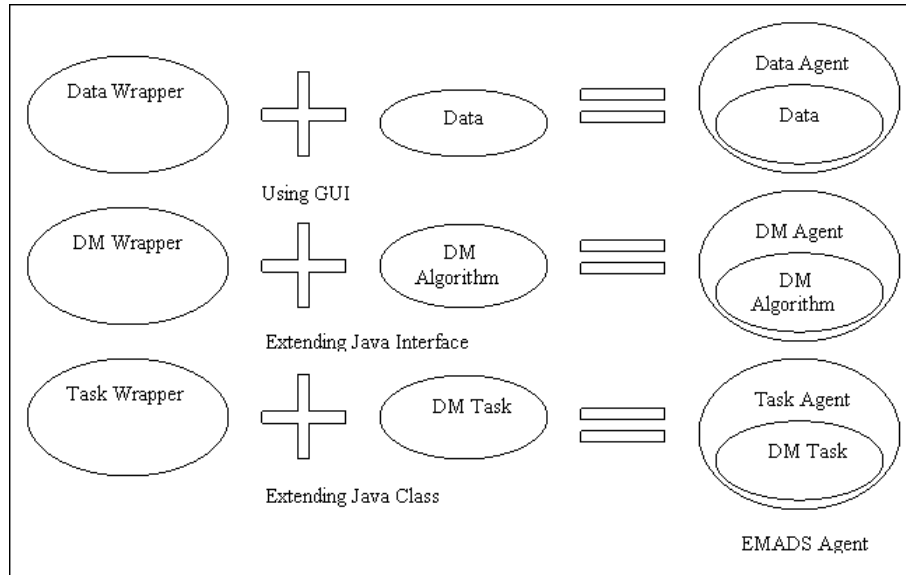 Data Wrapper
Data
Data Agent
Data
Using GUI
DM Wrapper
DM
Algorithm
DM Agent
DM
Algorithm
Extending Java Interface
Task Wrapper
DM Task
Task Agent
DM Task
Extending Java Class
EMADS Agent